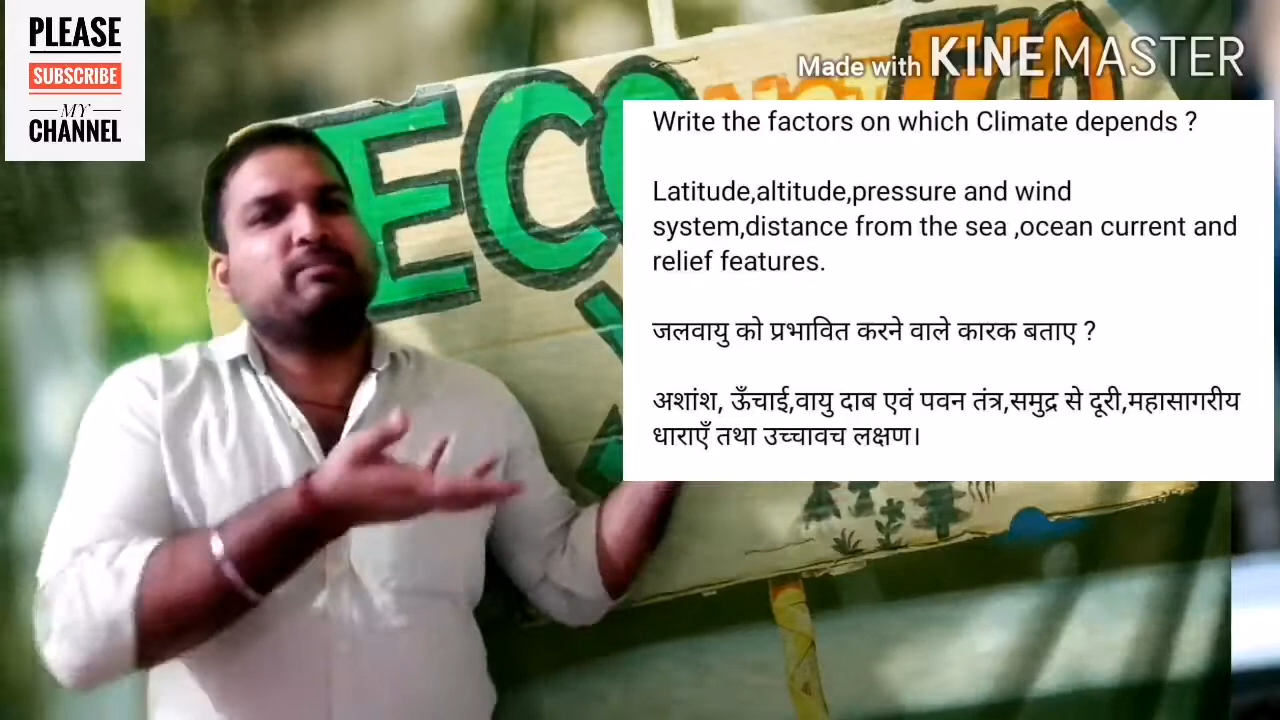 PLEASE
SUBSCRIBE
MY
CHANNEL
Made with KINEMASTER
ECO
Write the factors on which Climate depends ?
Latitude,altitude,pressure and wind
system,distance from the sea ,ocean current and
relief features.
जलवायु को प्रभावित करने वाले कारक बताए ?
अशांश, ऊँचाई,वायु दाब एवं पवन तंत्र,समुद्र से दूरी,महासागरीय
धाराएँ तथा उच्चावच लक्षण।